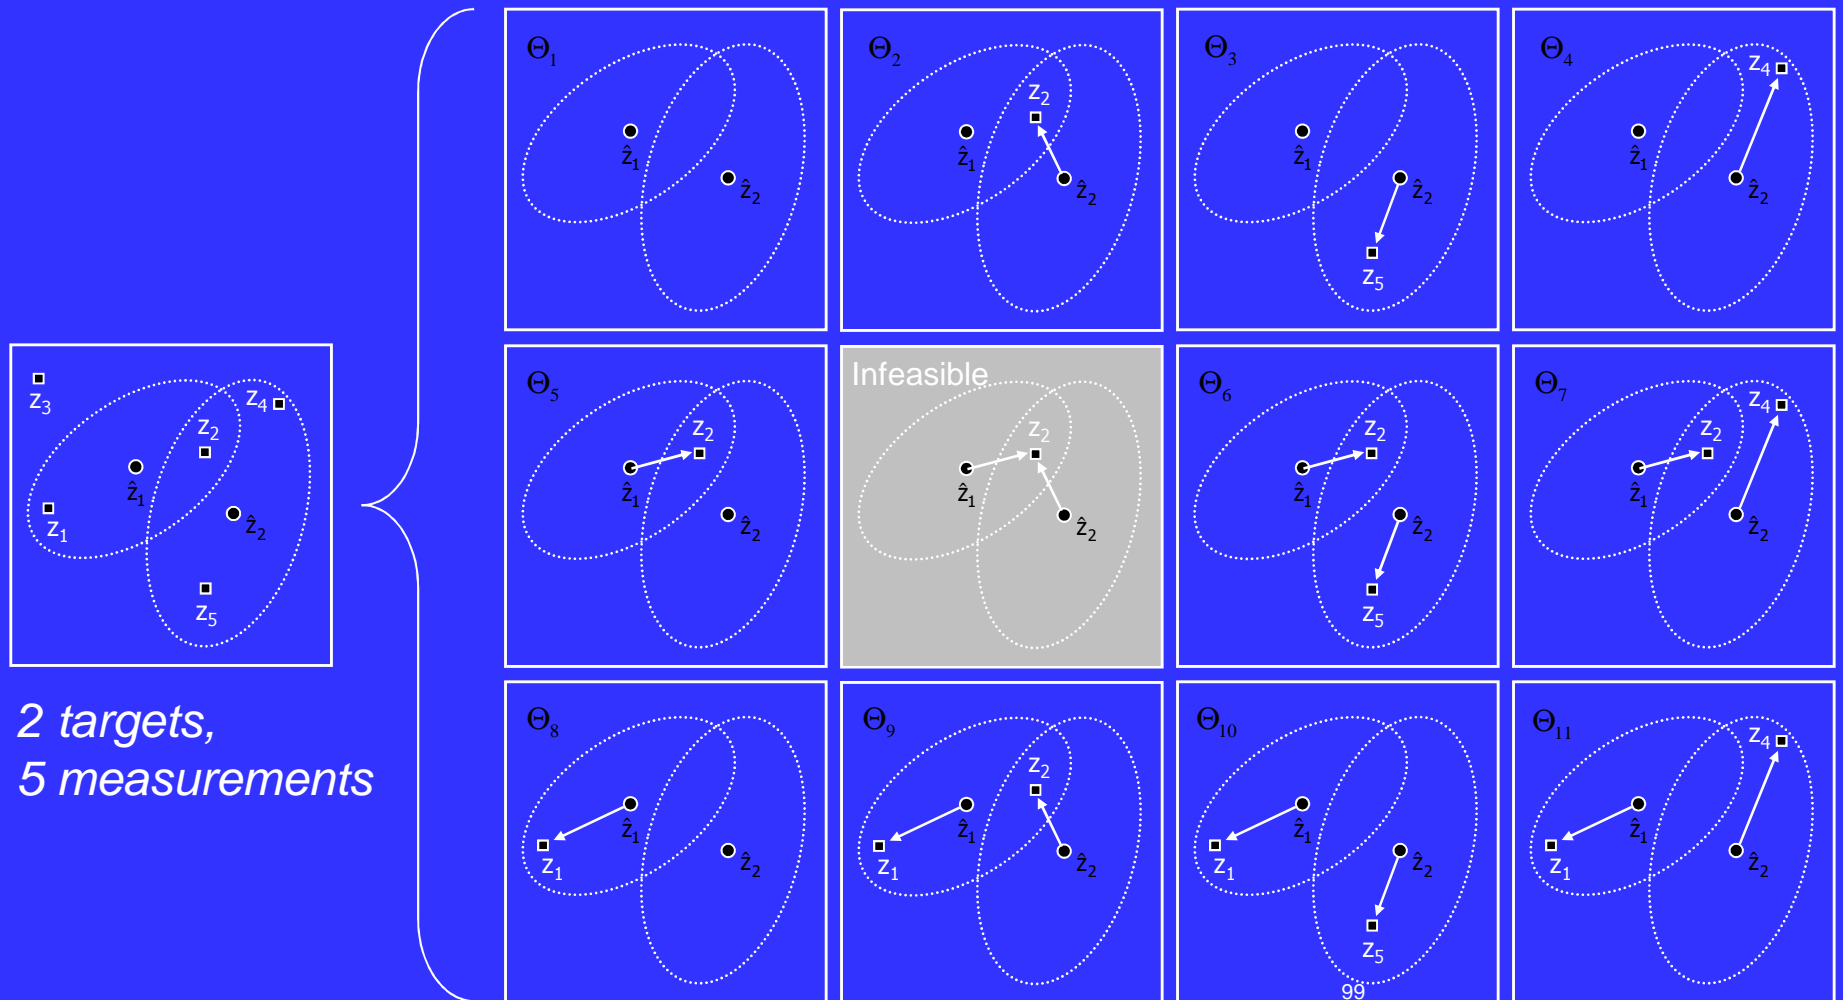 z₃
z₄
z₂
ẑ₁
z₁
ẑ₂
z₅
2 targets,
5 measurements
Θ₁
ẑ₁
ẑ₂
Θ₂
z₂
ẑ₁
ẑ₂
Θ₃
ẑ₁
ẑ₂
z₅
Θ₄
z₄
ẑ₁
ẑ₂
Θ₅
z₂
ẑ₁
ẑ₂
Infeasible
z₂
ẑ₁
ẑ₂
Θ₆
z₂
ẑ₁
ẑ₂
z₅
Θ₇
z₄
z₂
ẑ₁
ẑ₂
Θ₈
ẑ₁
z₁
ẑ₂
Θ₉
z₂
ẑ₁
z₁
ẑ₂
Θ₁₀
ẑ₁
z₁
ẑ₂
z₅
Θ₁₁
z₄
ẑ₁
z₁
ẑ₂
99